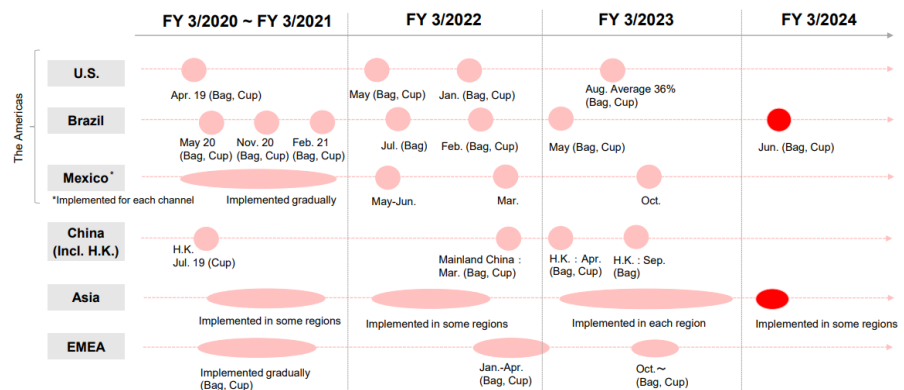 FY 3/2020 ~ FY 3/2021
FY 3/2022
FY 3/2023
FY 3/2024
The Americas
U.S.
Apr. 19 (Bag, Cup)
May (Bag, Cup)
Jan. (Bag, Cup)
Aug. Average 36%
(Bag, Cup)
Brazil
May 20
(Bag, Cup)
Nov. 20
(Bag, Cup)
Feb. 21
(Bag, Cup)
Jul. (Bag)
Feb. (Bag, Cup)
May (Bag, Cup)
Jun. (Bag, Cup)
Mexico*
*Implemented for each channel
Implemented gradually
May-Jun.
Mar.
Oct.
China
(Incl. H.K.)
H.K.
Jul. 19 (Cup)
Mainland China :
Mar. (Bag, Cup)
H.K. : Apr.
(Bag, Cup)
H.K. : Sep.
(Bag)
Asia
Implemented in some regions
Implemented in some regions
Implemented in each region
Implemented in some regions
EMEA
Implemented gradually
(Bag, Cup)
Jan.-Apr.
(Bag, Cup)
Oct.~
(Bag, Cup)